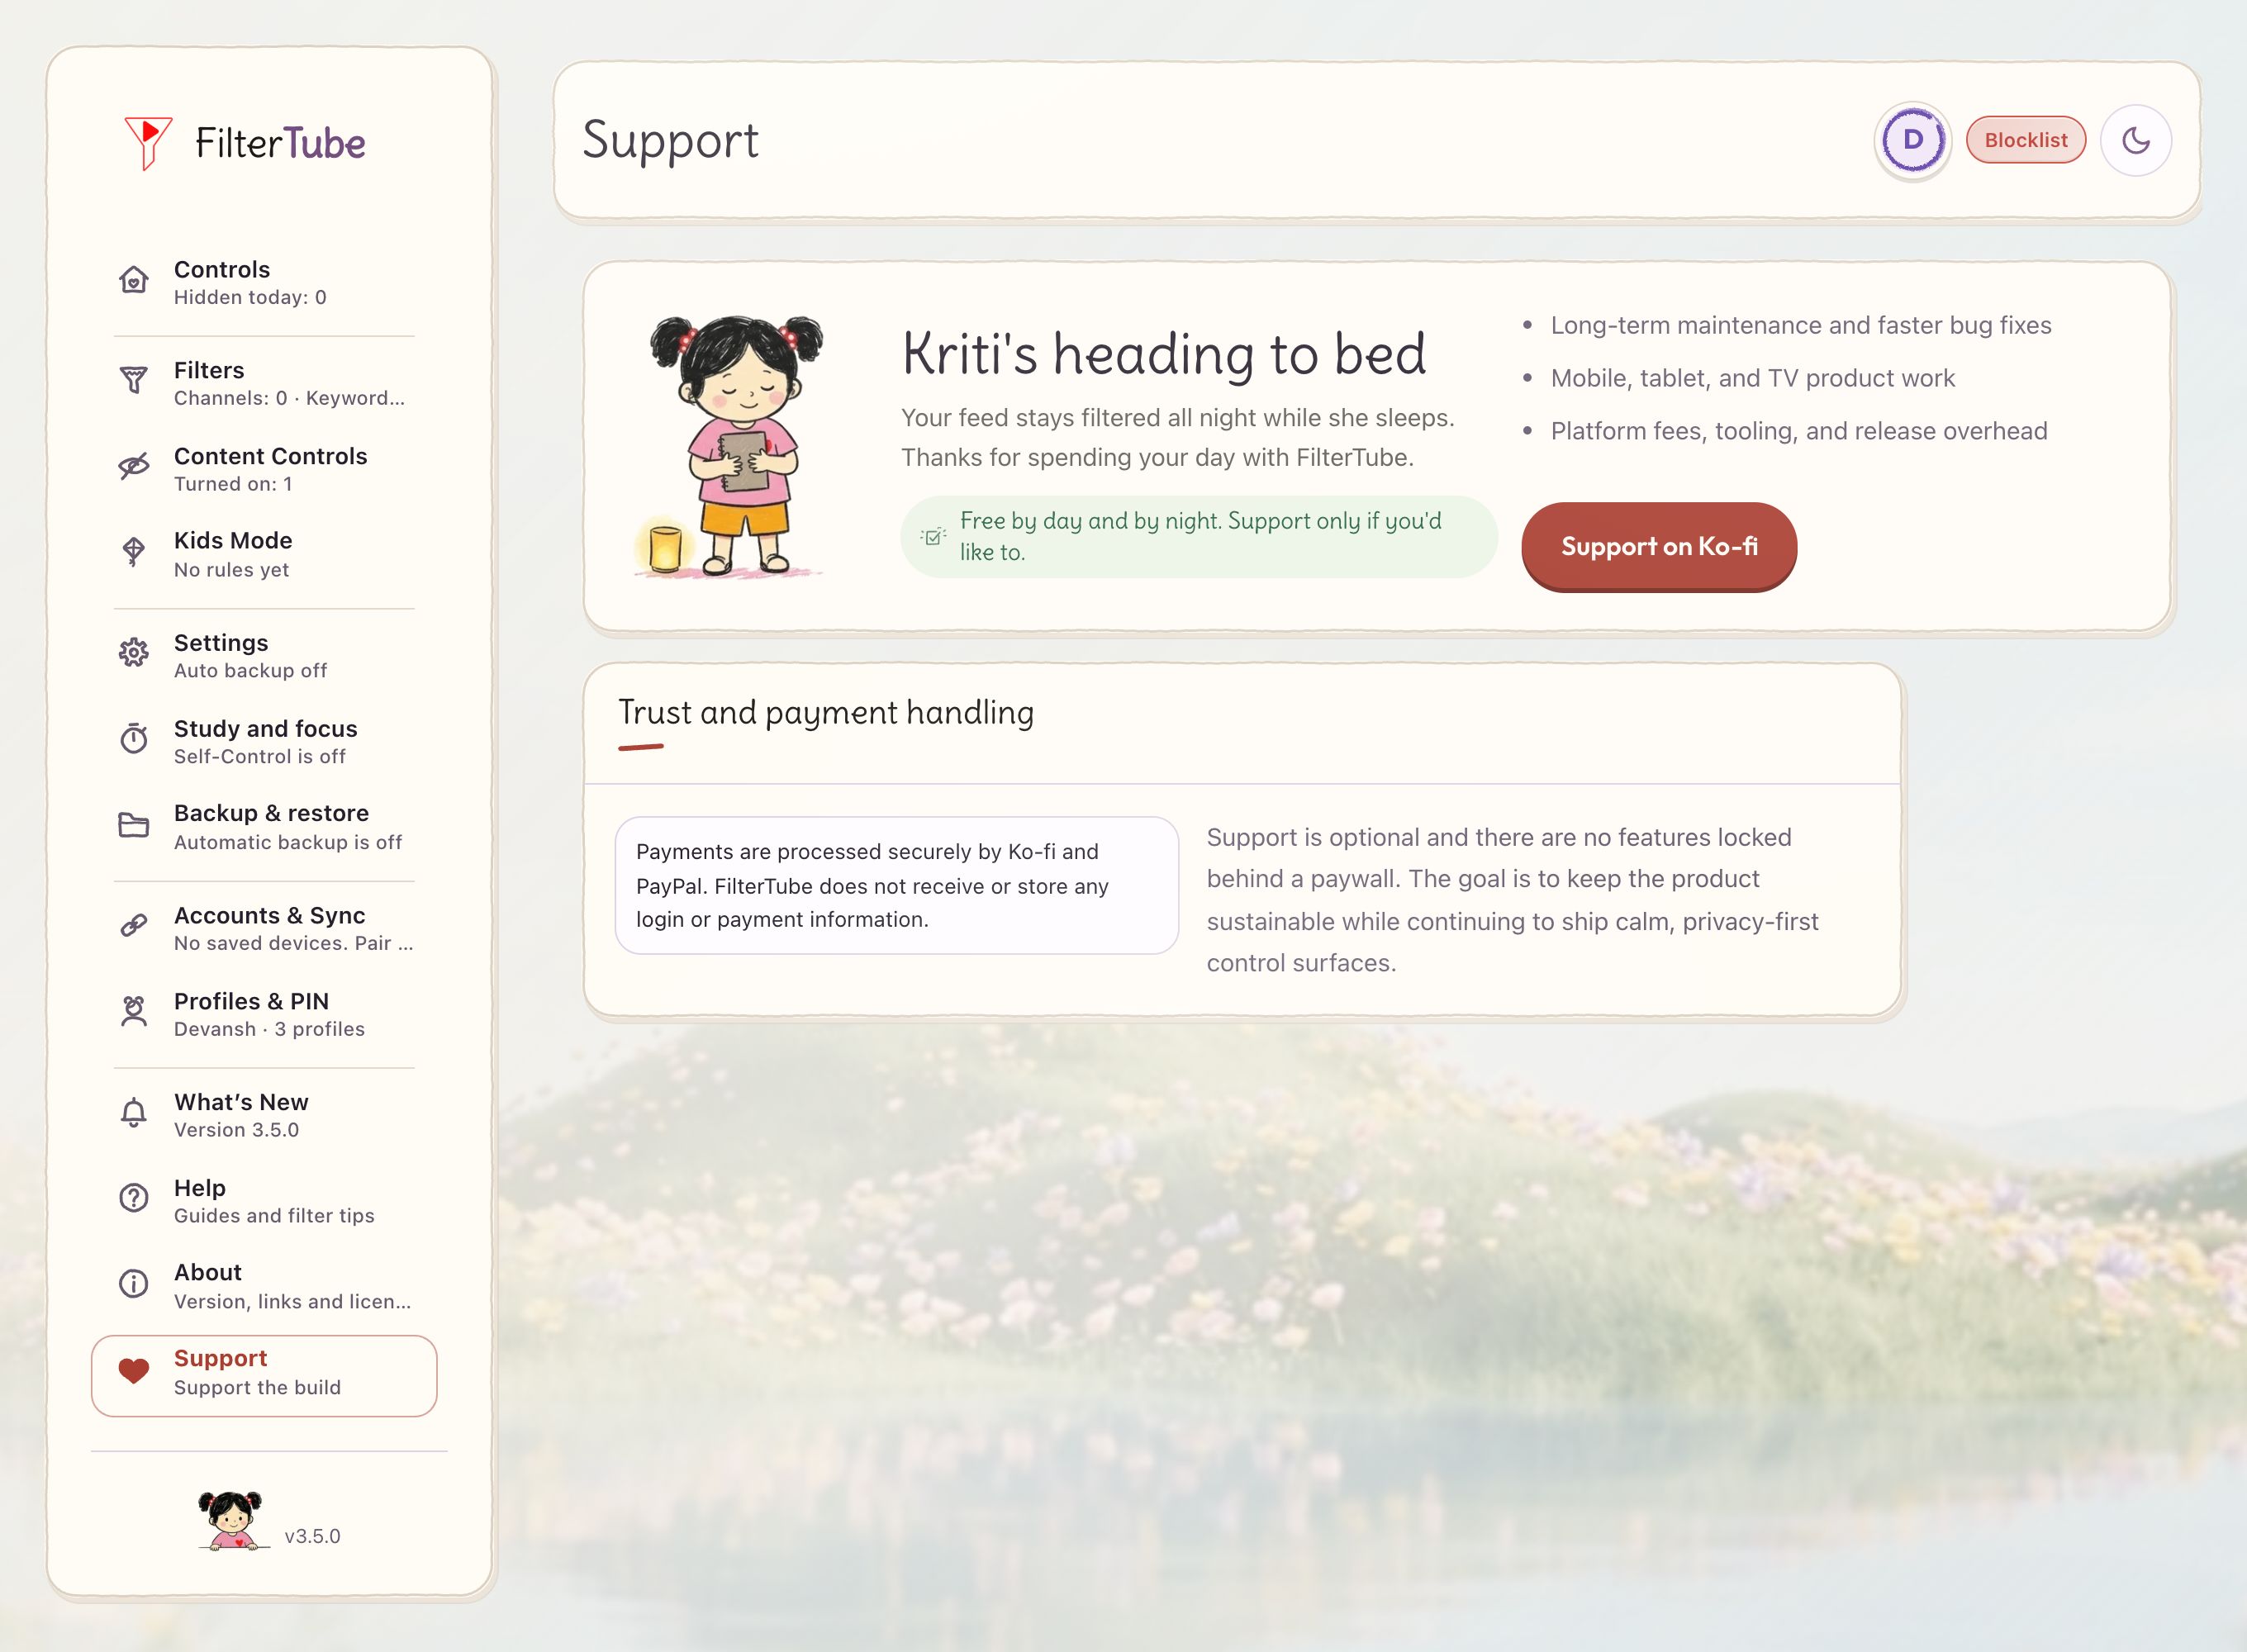 FilterTube
Controls
Hidden today: 0
Filters
Channels: 0 · Keyword...
Content Controls
Turned on: 1
Kids Mode
No rules yet
Settings
Auto backup off
Study and focus
Self-Control is off
Backup & restore
Automatic backup is off
Accounts & Sync
No saved devices. Pair ...
Profiles & PIN
Devansh · 3 profiles
What’s New
Version 3.5.0
Help
Guides and filter tips
About
Version, links and licen...
Support
Support the build
v3.5.0
Support
D
Blocklist
Kriti's heading to bed
Your feed stays filtered all night while she sleeps.
Thanks for spending your day with FilterTube.
Free by day and by night. Support only if you'd
like to.
• Long-term maintenance and faster bug fixes
• Mobile, tablet, and TV product work
• Platform fees, tooling, and release overhead
Support on Ko-fi
Trust and payment handling
Payments are processed securely by Ko-fi and
PayPal. FilterTube does not receive or store any
login or payment information.
Support is optional and there are no features locked
behind a paywall. The goal is to keep the product
sustainable while continuing to ship calm, privacy-first
control surfaces.